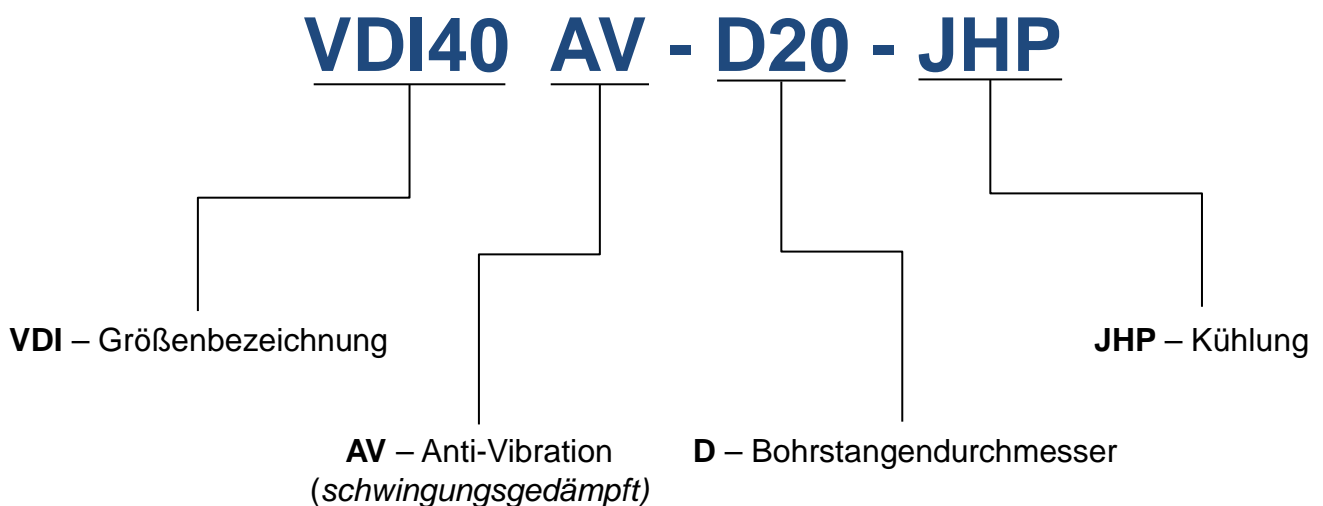 VDI40 AV - D20 - JHP
VDI – Größenbezeichnung
JHP – Kühlung
AV – Anti-Vibration
(schwingungsgedämpft)
D – Bohrstangendurchmesser